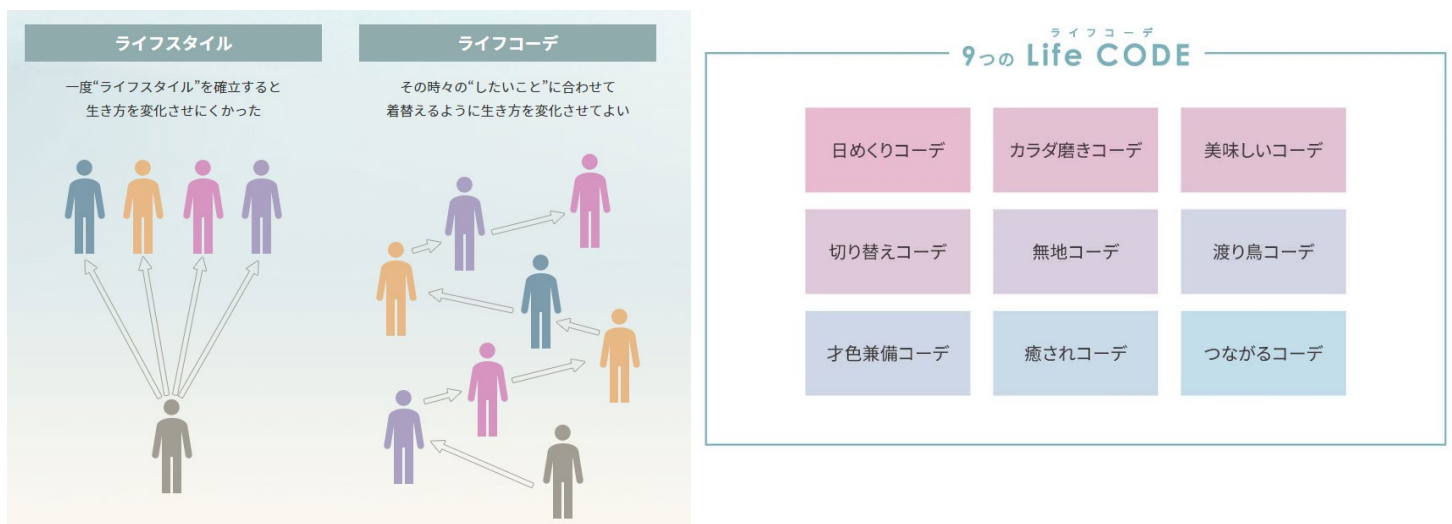 ライフスタイル
一度“ライフスタイル”を確立すると
生き方を変化させにくかった
ライフコーデ
その時々の“したいこと”に合わせて
着替えるように生き方を変化させてよい
ライフコーデ
9つの Life CODE
日めくりコーデ
カラダ磨きコーデ
美味しいコーデ
切り替えコーデ
無地コーデ
渡り鳥コーデ
才色兼備コーデ
癒されコーデ
つながるコーデ